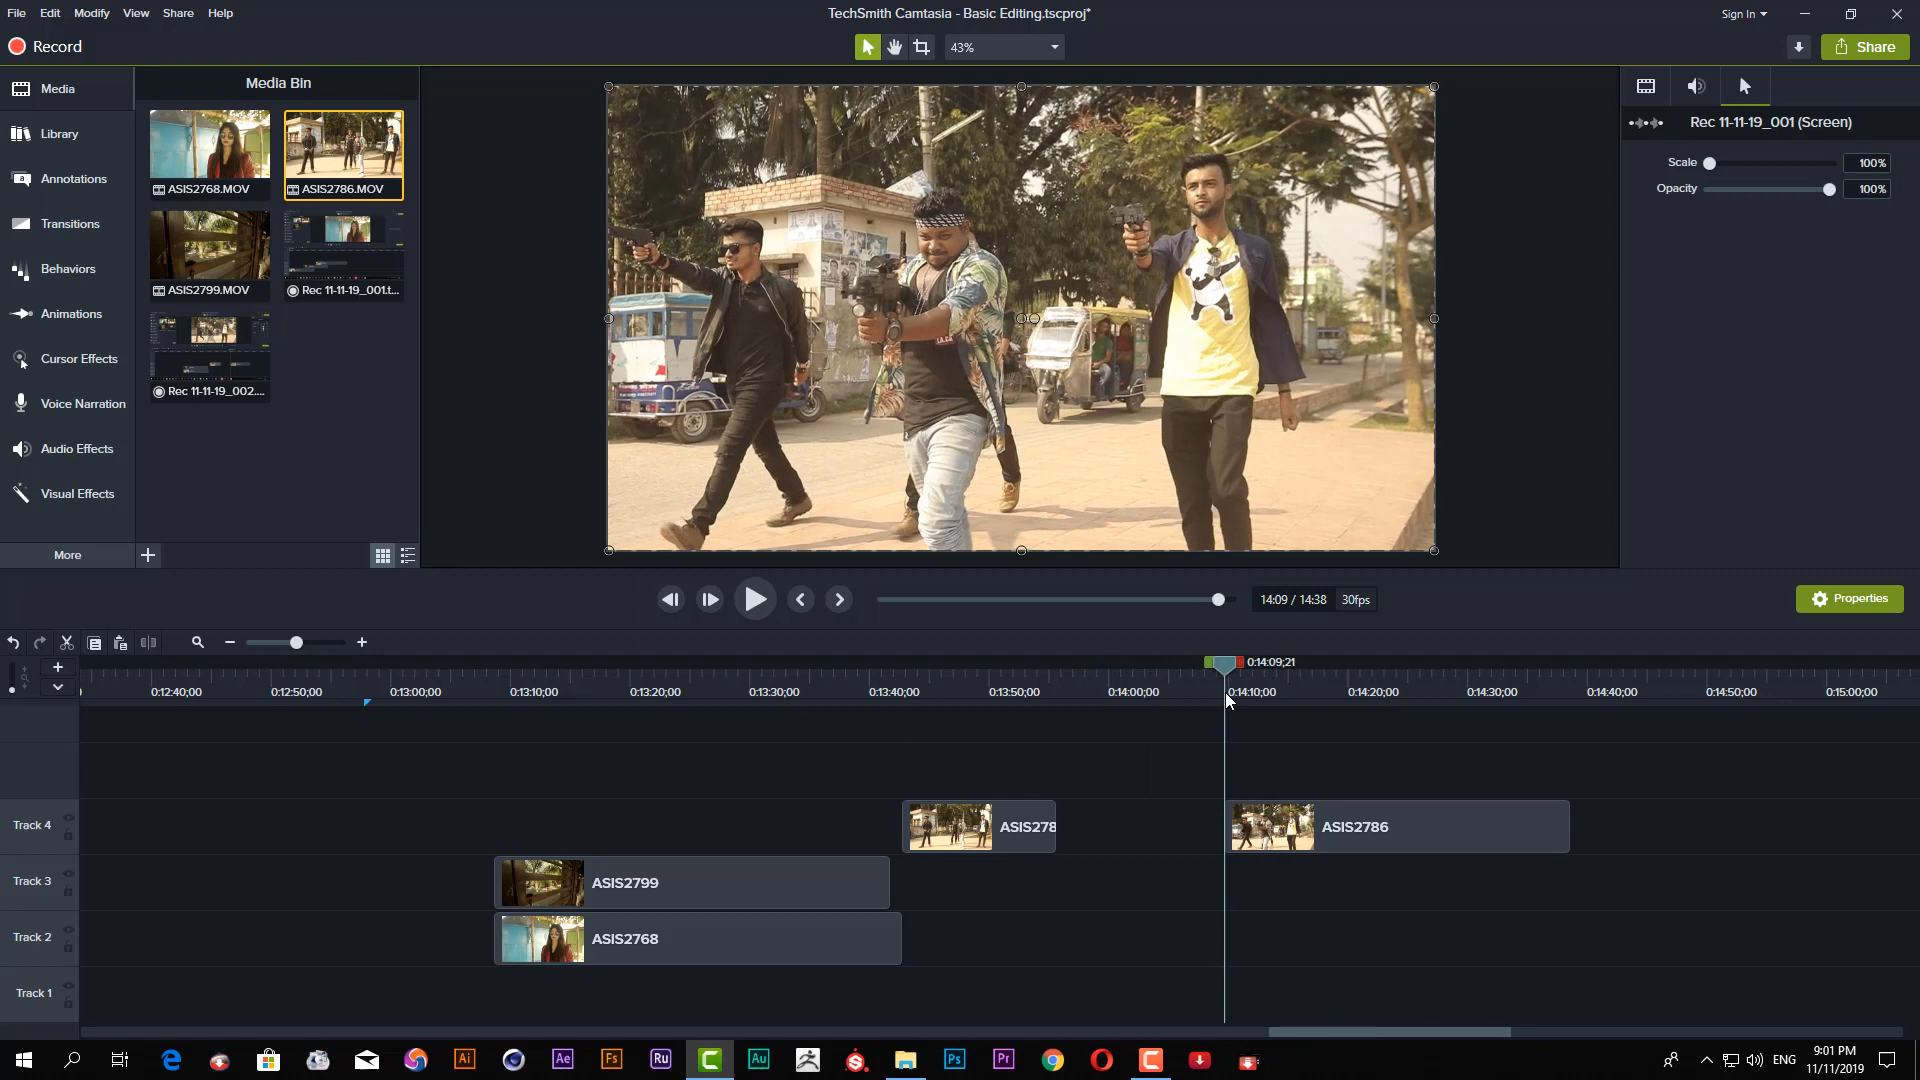 File Edit Modify View Share Help
TechSmith Camtasia - Basic Editing.tscproj*
Sign In
Record
43%
Share
Media
Media Bin
Library
Annotations
Transitions
Behaviors
Animations
Cursor Effects
Voice Narration
Audio Effects
Visual Effects
More
ASIS2768.MOV
ASIS2786.MOV
ASIS2799.MOV
Rec 11-11-19_001.t...
Rec 11-11-19_002....
Rec 11-11-19_001 (Screen)
Scale 100%
Opacity 100%
14:09 / 14:38 30fps
Properties
0:14:09;21
0:12:40;00 0:12:50;00 0:13:00;00 0:13:10;00 0:13:20;00 0:13:30;00 0:13:40;00 0:13:50;00 0:14:00;00 0:14:10;00 0:14:20;00 0:14:30;00 0:14:40;00 0:14:50;00 0:15:00;00
Track 4
ASIS278
ASIS2786
Track 3
ASIS2799
Track 2
ASIS2768
Track 1
Ai
Ae
Fs
Ru
Au
Ps
Pr
ENG
9:01 PM
11/11/2019